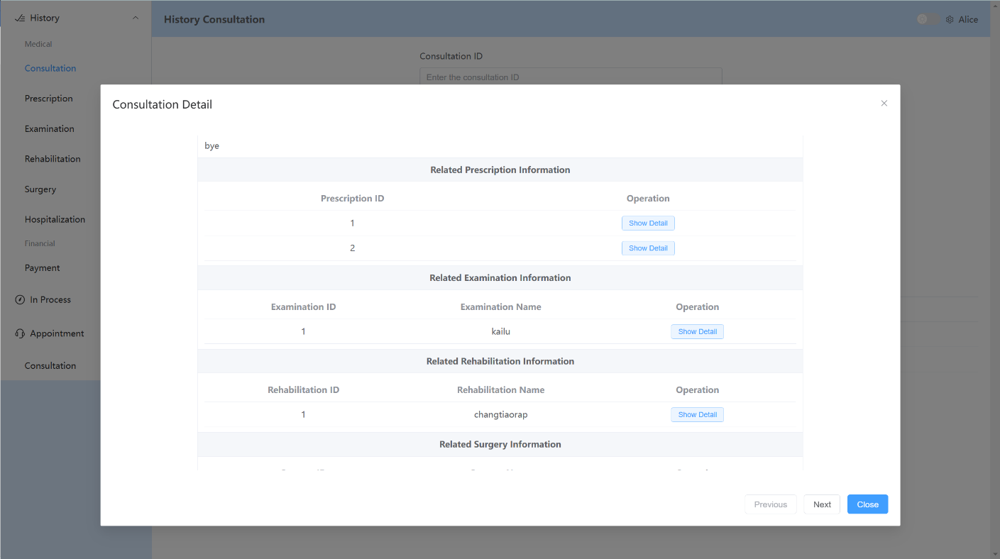 History
History Consultation
Alice
Medical
Consultation
Prescription
Examination
Rehabilitation
Surgery
Hospitalization
Financial
Payment
In Process
Appointment
Consultation
Consultation ID
Enter the consultation ID
Consultation Detail
bye
Related Prescription Information
Prescription ID Operation
1 Show Detail
2 Show Detail
Related Examination Information
Examination ID Examination Name Operation
1 kailu Show Detail
Related Rehabilitation Information
Rehabilitation ID Rehabilitation Name Operation
1 changtiaorap Show Detail
Related Surgery Information
Previous Next Close